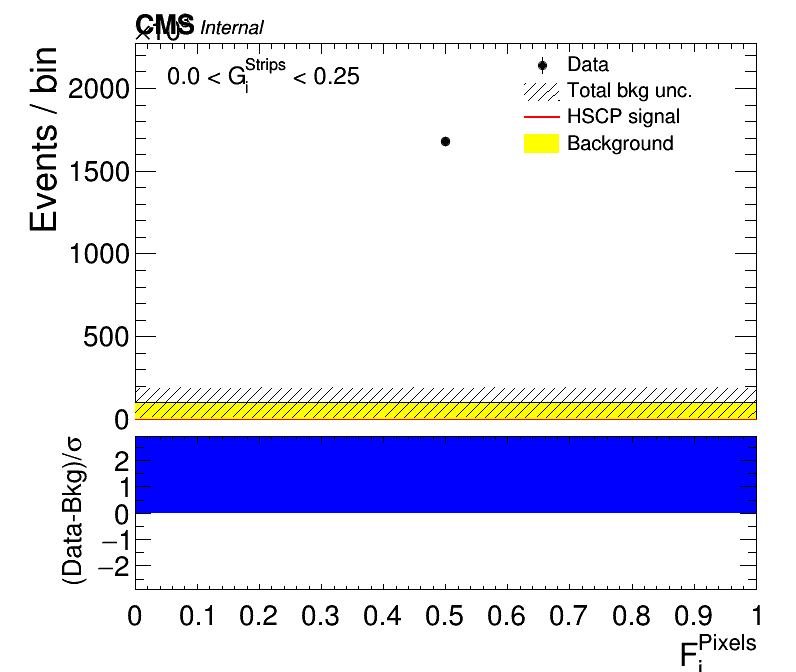 CMS Internal
×10³
Events / bin
0.0 < G_i^Strips < 0.25
Data
Total bkg unc.
HSCP signal
Background
2000
1500
1000
500
0
(Data-Bkg)/σ
2
1
0
−1
−2
0 0.1 0.2 0.3 0.4 0.5 0.6 0.7 0.8 0.9 1
F_i^Pixels